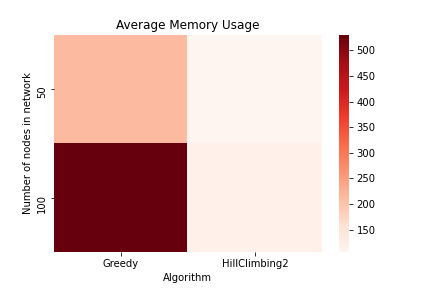 Average Memory Usage
Number of nodes in network
50
100
Greedy
HillClimbing2
Algorithm
500
450
400
350
300
250
200
150